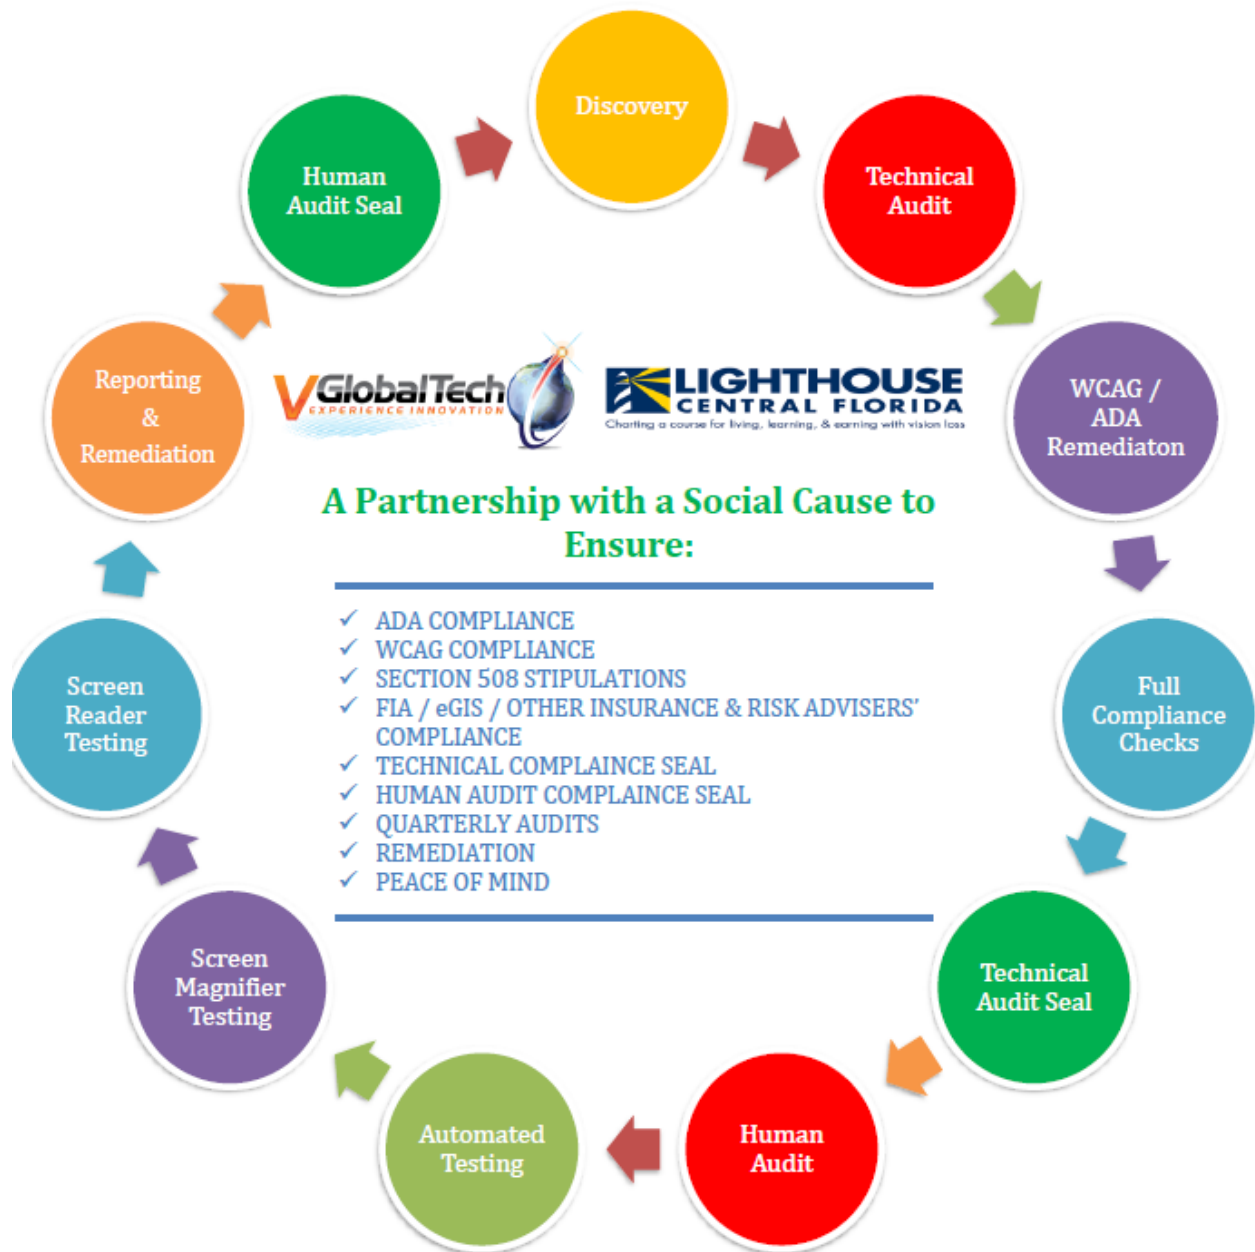 Discovery
Technical
Audit
WCAG /
ADA
Remediaton
Full
Compliance
Checks
Technical
Audit Seal
Human
Audit
Automated
Testing
Screen
Magnifier
Testing
Screen
Reader
Testing
Reporting
&
Remediation
Human
Audit Seal
VGlobalTech
EXPERIENCE INNOVATION
LIGHTHOUSE
CENTRAL FLORIDA
Charting a course for living, learning, & earning with vision loss
A Partnership with a Social Cause to
Ensure:
✓ ADA COMPLIANCE
✓ WCAG COMPLIANCE
✓ SECTION 508 STIPULATIONS
✓ FIA / eGIS / OTHER INSURANCE & RISK ADVISERS’
COMPLIANCE
✓ TECHNICAL COMPLAINCE SEAL
✓ HUMAN AUDIT COMPLAINCE SEAL
✓ QUARTERLY AUDITS
✓ REMEDIATION
✓ PEACE OF MIND